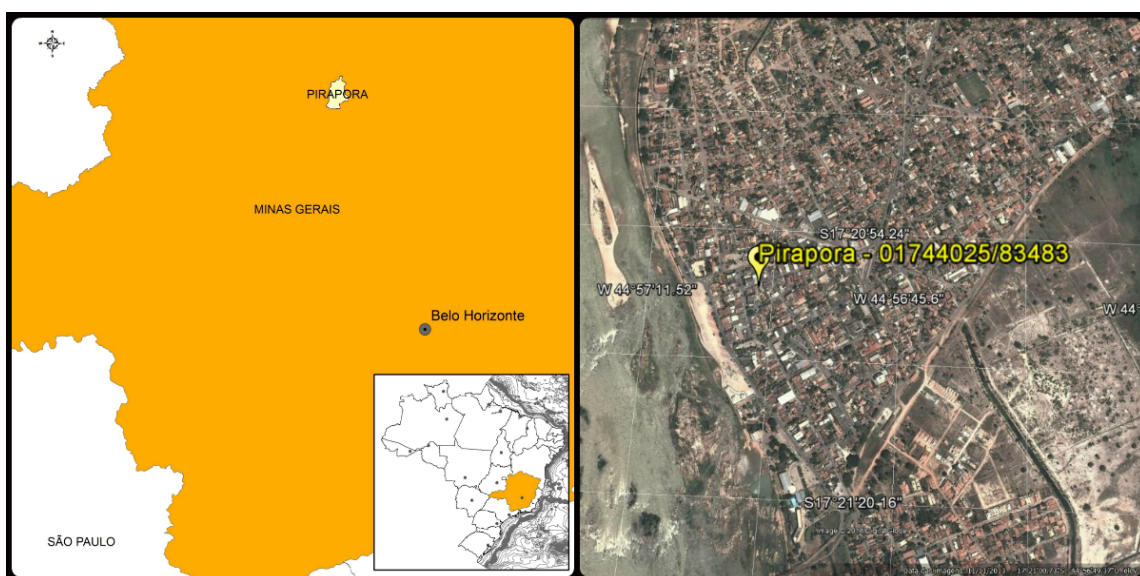 PIRAPORA
MINAS GERAIS
Belo Horizonte
SÃO PAULO
S17°20'54.24"
Pirapora - 01744025/83483
W 44°57'11.52"
W 44°56'45.6"
W 44°
S17°21'20.16"